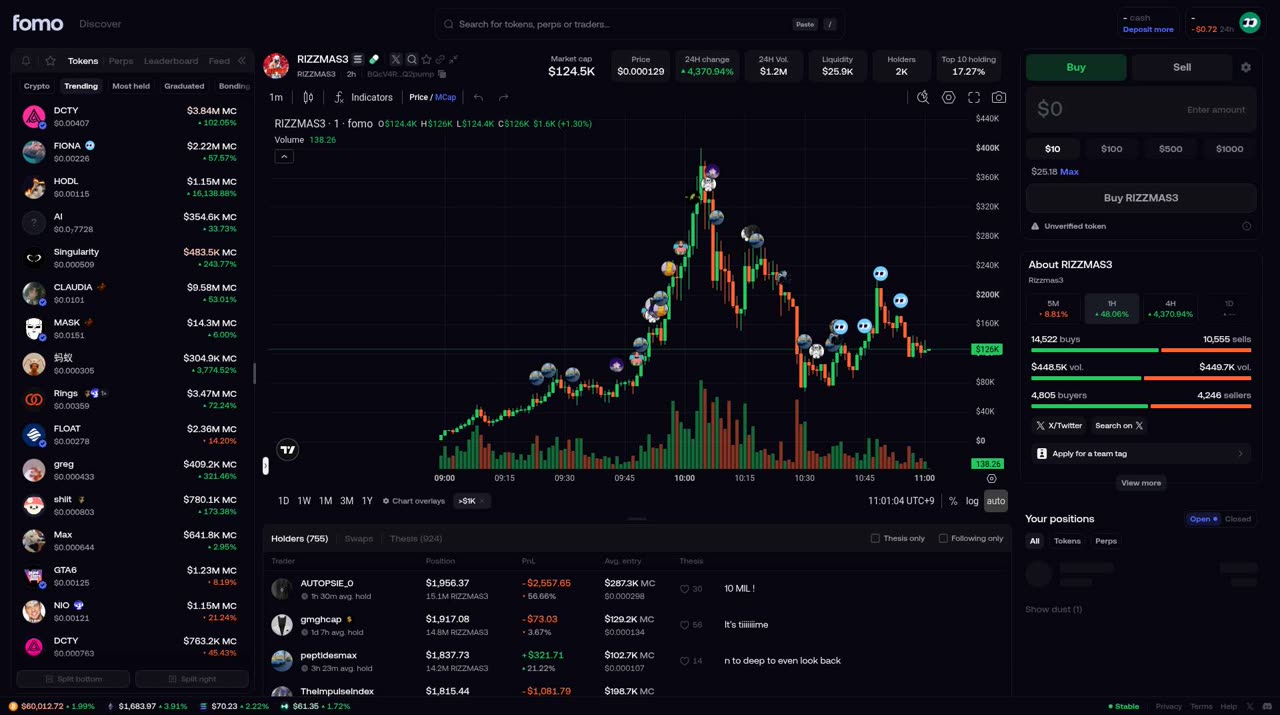 fomo
Discover
Search for tokens, perps or traders...
Paste
/
- cash
Deposit more
-
- $0.72 24h
Tokens Perps Leaderboard Feed
Crypto Trending Most held Graduated Bonding
DCTY $3.84M MC
$0.00407 102.05%
FIONA $2.22M MC
$0.00226 57.57%
HODL $1.15M MC
$0.00115 16,138.88%
AI $354.6K MC
$0.0₇7728 33.73%
Singularity $483.5K MC
$0.000509 243.77%
CLAUDIA $9.58M MC
$0.0101 53.01%
MASK $14.3M MC
$0.0151 6.00%
蚂蚁 $304.9K MC
$0.000305 3,774.52%
Rings 1+ $3.47M MC
$0.00359 72.24%
FLOAT $2.36M MC
$0.00278 14.20%
greg $409.2K MC
$0.000433 321.46%
shiit $780.1K MC
$0.000803 173.38%
Max $641.8K MC
$0.000644 2.95%
GTA6 $1.23M MC
$0.00125 8.19%
NIO $1.15M MC
$0.00121 21.24%
DCTY $763.2K MC
$0.000763 45.43%
Split bottom Split right
RIZZMAS3
RIZZMAS3 2h BGcV4R...Q2pump
Market cap
$124.5K
Price
$0.000129
24H change
4,370.94%
24H Vol.
$1.2M
Liquidity
$25.9K
Holders
2K
Top 10 holding
17.27%
1m Indicators Price / MCap
RIZZMAS3 · 1 · fomo O$124.4K H$126K L$124.4K C$126K $1.6K (+1.30%)
Volume 138.26
$440K
$400K
$360K
$320K
$280K
$240K
$200K
$160K
$126K
$80K
$40K
$0
138.26
09:00 09:15 09:30 09:45 10:00 10:15 10:30 10:45 11:00
1D 1W 1M 3M 1Y Chart overlays >$1K × 11:01:04 UTC+9 % log auto
Holders (755) Swaps Thesis (924) Thesis only Following only
Trader Position PnL Avg. entry Thesis
AUTOPSIE_0 $1,956.37 - $2,557.65 $287.3K MC
1h 30m avg. hold 15.1M RIZZMAS3 56.66% $0.000298 30 10 MIL !
gmghcap $1,917.08 - $73.03 $129.2K MC
1d 7h avg. hold 14.8M RIZZMAS3 3.67% $0.000134 56 It's tiiiiiiime
peptidesmax $1,837.73 + $321.71 $102.7K MC
3h 23m avg. hold 14.2M RIZZMAS3 21.22% $0.000107 14 n to deep to even look back
TheImpulseIndex $1,815.44 - $1,081.79 $198.7K MC
Buy Sell
$0 Enter amount
$10 $100 $500 $1000
$25.18 Max
Buy RIZZMAS3
Unverified token
About RIZZMAS3
Rizzmas3
5M 1H 4H 1D
8.81% 48.06% 4,370.94% --
14,522 buys 10,555 sells
$448.5K vol. $449.7K vol.
4,805 buyers 4,246 sellers
X/Twitter Search on X
Apply for a team tag
View more
Your positions Open Closed
All Tokens Perps
Show dust (1)
$60,012.72 1.99% $1,683.97 3.91% $70.23 2.22% $61.35 1.72%
Stable Privacy Terms Help